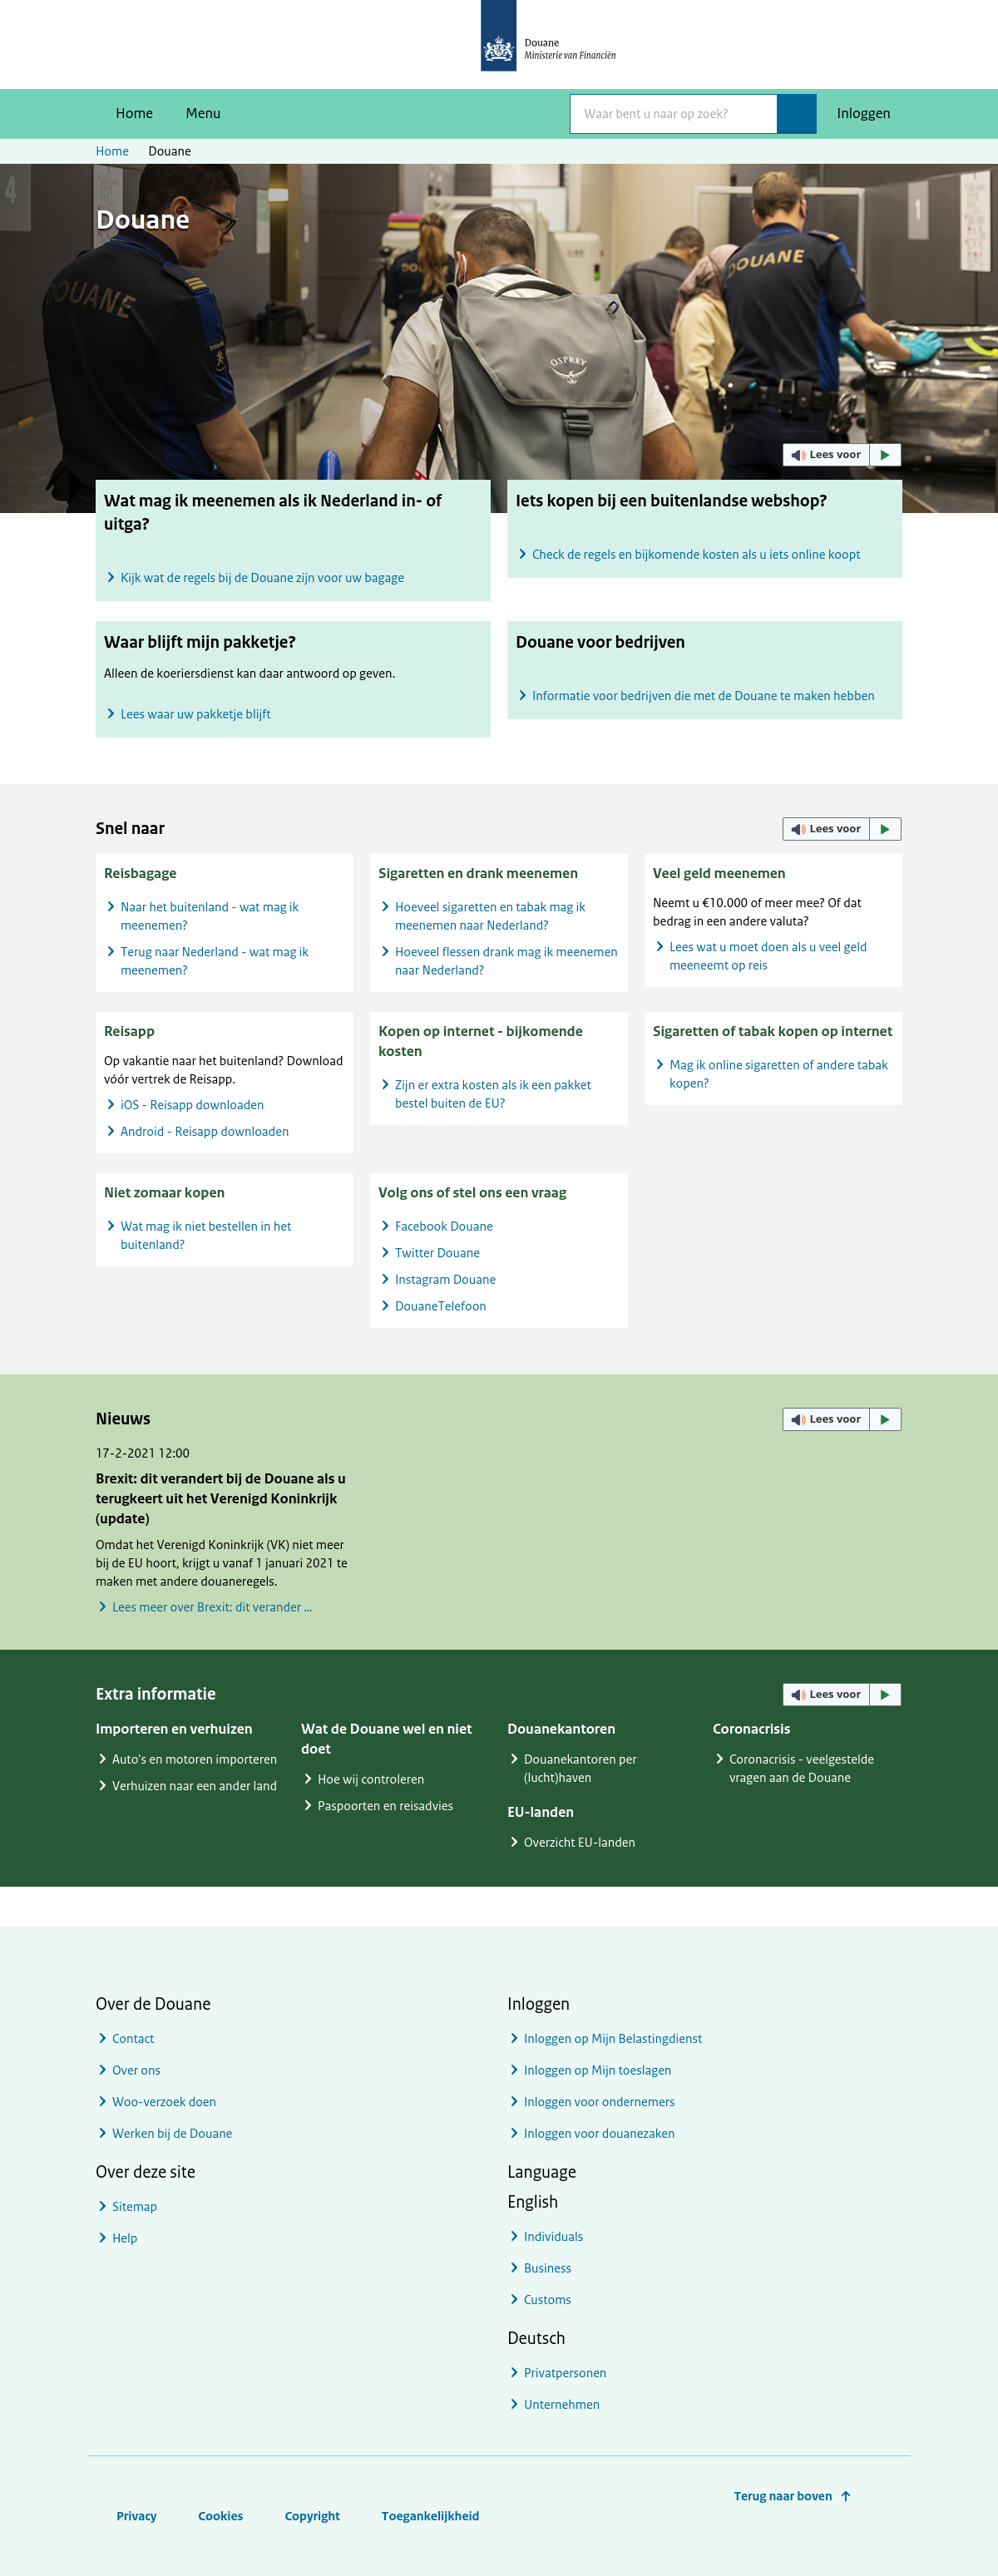 Douane
Ministerie van Financiën
Home
Menu
Waar bent u naar op zoek?
Inloggen
Home
Douane
4
1
Douane
DOUANE
DOUANE
OSPREY
Lees voor
Wat mag ik meenemen als ik Nederland in- of
uitga?
Kijk wat de regels bij de Douane zijn voor uw bagage
Iets kopen bij een buitenlandse webshop?
Check de regels en bijkomende kosten als u iets online koopt
Waar blijft mijn pakketje?
Alleen de koeriersdienst kan daar antwoord op geven.
Lees waar uw pakketje blijft
Douane voor bedrijven
Informatie voor bedrijven die met de Douane te maken hebben
Snel naar
Lees voor
Reisbagage
Naar het buitenland - wat mag ik
meenemen?
Terug naar Nederland - wat mag ik
meenemen?
Sigaretten en drank meenemen
Hoeveel sigaretten en tabak mag ik
meenemen naar Nederland?
Hoeveel flessen drank mag ik meenemen
naar Nederland?
Veel geld meenemen
Neemt u €10.000 of meer mee? Of dat
bedrag in een andere valuta?
Lees wat u moet doen als u veel geld
meeneemt op reis
Reisapp
Op vakantie naar het buitenland? Download
vóór vertrek de Reisapp.
iOS - Reisapp downloaden
Android - Reisapp downloaden
Kopen op internet - bijkomende
kosten
Zijn er extra kosten als ik een pakket
bestel buiten de EU?
Sigaretten of tabak kopen op internet
Mag ik online sigaretten of andere tabak
kopen?
Niet zomaar kopen
Wat mag ik niet bestellen in het
buitenland?
Volg ons of stel ons een vraag
Facebook Douane
Twitter Douane
Instagram Douane
DouaneTelefoon
Nieuws
Lees voor
17-2-2021 12:00
Brexit: dit verandert bij de Douane als u
terugkeert uit het Verenigd Koninkrijk
(update)
Omdat het Verenigd Koninkrijk (VK) niet meer
bij de EU hoort, krijgt u vanaf 1 januari 2021 te
maken met andere douaneregels.
Lees meer over Brexit: dit verander ...
Extra informatie
Lees voor
Importeren en verhuizen
Auto's en motoren importeren
Verhuizen naar een ander land
Wat de Douane wel en niet
doet
Hoe wij controleren
Paspoorten en reisadvies
Douanekantoren
Douanekantoren per
(lucht)haven
EU-landen
Overzicht EU-landen
Coronacrisis
Coronacrisis - veelgestelde
vragen aan de Douane
Over de Douane
Contact
Over ons
Woo-verzoek doen
Werken bij de Douane
Over deze site
Sitemap
Help
Inloggen
Inloggen op Mijn Belastingdienst
Inloggen op Mijn toeslagen
Inloggen voor ondernemers
Inloggen voor douanezaken
Language
English
Individuals
Business
Customs
Deutsch
Privatpersonen
Unternehmen
Terug naar boven
Privacy
Cookies
Copyright
Toegankelijkheid